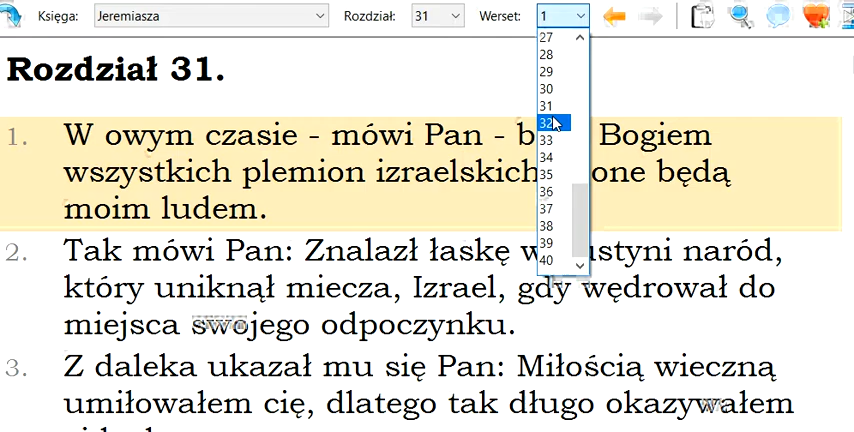 Księga: Jeremiasza Rozdział: 31 Werset: 1
27
28
29
30
31
32
33
34
35
36
37
38
39
40
Rozdział 31.
1. W owym czasie - mówi Pan - Bogiem
wszystkich plemion izraelskich one będą
moim ludem.
2. Tak mówi Pan: Znalazł łaskę naród,
który uniknął miecza, Izrael, gdy wędrował do
miejsca swojego odpoczynku.
3. Z daleka ukazał mu się Pan: Miłością wieczną
umiłowałem cię, dlatego tak długo okazywałem